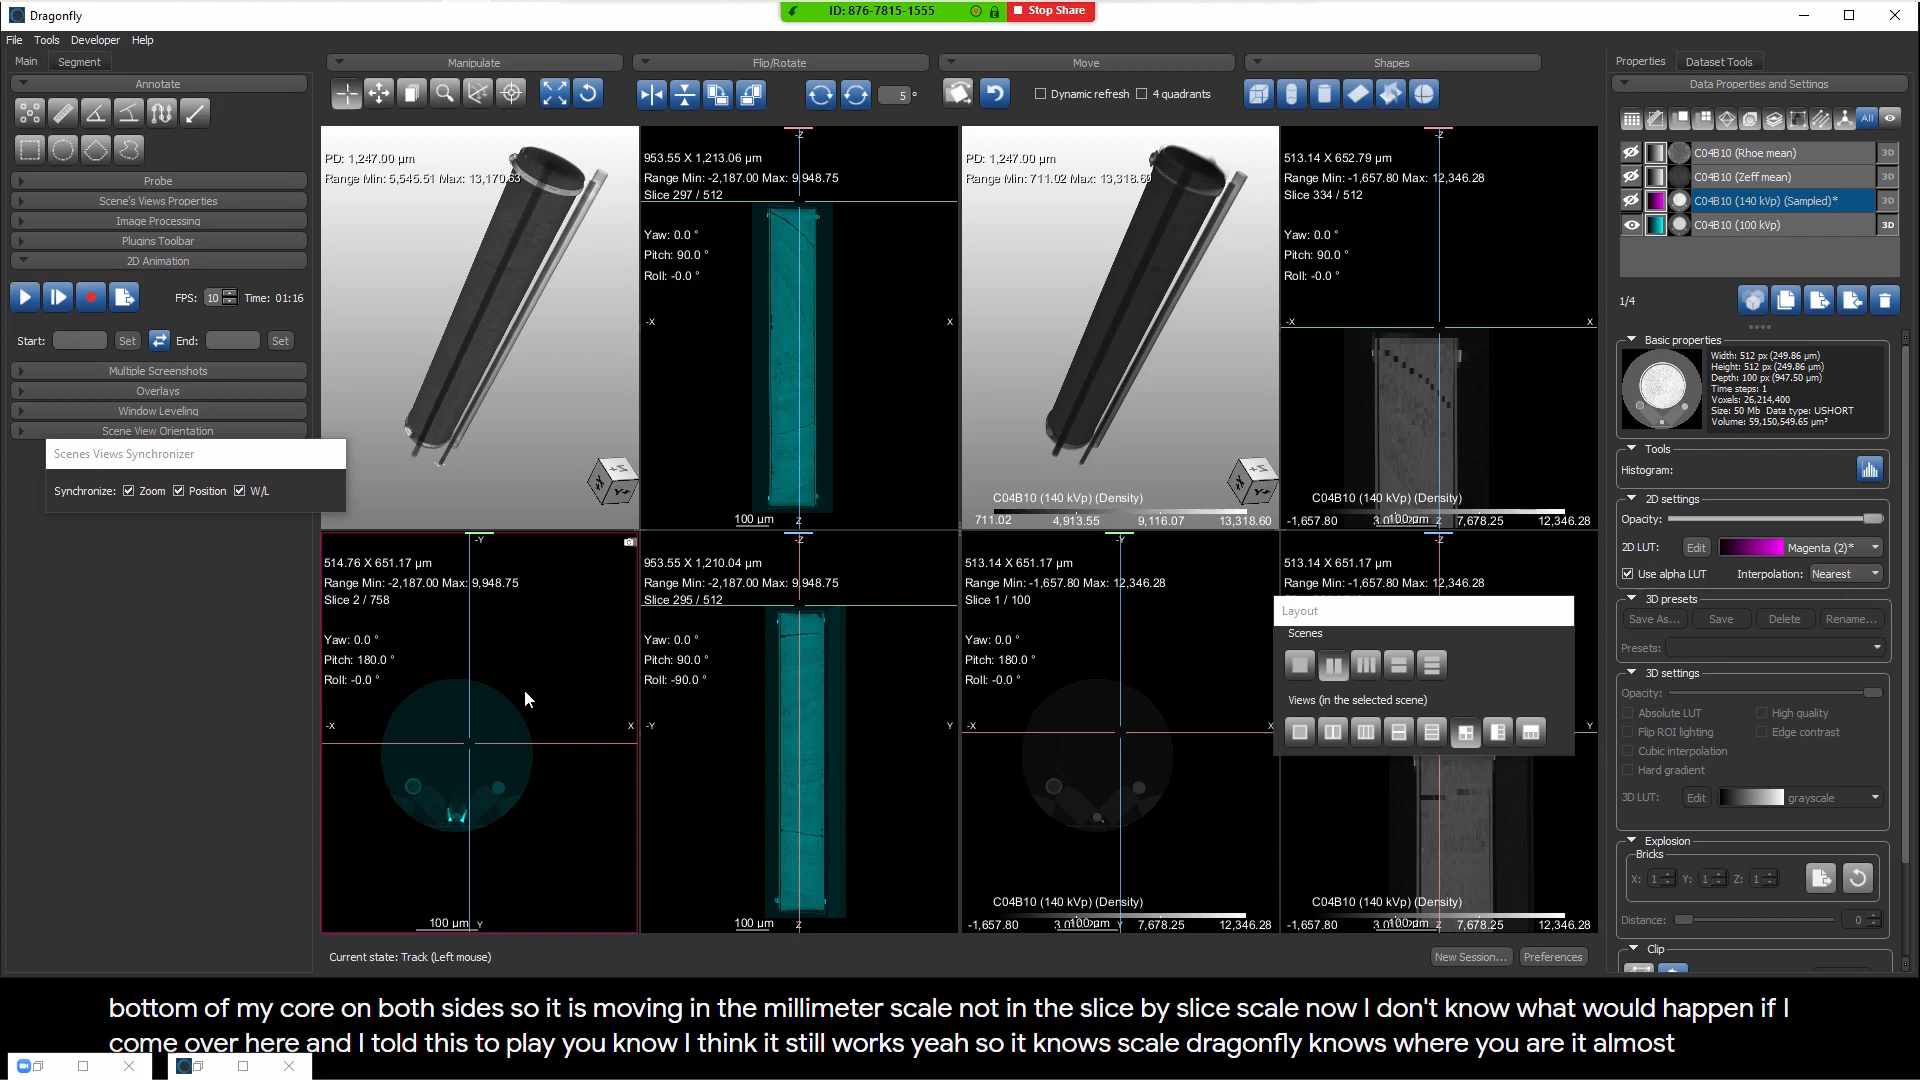 Dragonfly
ID: 876-7815-1555
Stop Share
File Tools Developer Help
Main Segment
Annotate
Probe
Scene's Views Properties
Image Processing
Plugins Toolbar
2D Animation
FPS: 10 Time: 01:16
Start: Set End: Set
Multiple Screenshots
Overlays
Window Leveling
Scene View Orientation
Scenes Views Synchronizer
Synchronize: Zoom Position W/L
Manipulate
Flip/Rotate
5 °
Move
Dynamic refresh 4 quadrants
Shapes
PD: 1,247.00 µm
Range Min: 5,545.51 Max: 13,170.63
-Z
953.55 X 1,213.06 µm
Range Min: -2,187.00 Max: 9,948.75
Slice 297 / 512
Yaw: 0.0 °
Pitch: 90.0 °
Roll: -0.0 °
-X X
100 µm Z
PD: 1,247.00 µm
Range Min: 711.02 Max: 13,318.60
C04B10 (140 kVp) (Density)
711.02 4,913.55 9,116.07 13,318.60
-Z
513.14 X 652.79 µm
Range Min: -1,657.80 Max: 12,346.28
Slice 334 / 512
Yaw: 0.0 °
Pitch: 90.0 °
Roll: -0.0 °
-X X
C04B10 (140 kVp) (Density)
-1,657.80 100 µm Z 7,678.25 12,346.28
-Y
514.76 X 651.17 µm
Range Min: -2,187.00 Max: 9,948.75
Slice 2 / 758
Yaw: 0.0 °
Pitch: 180.0 °
Roll: -0.0 °
-X X
100 µm Y
-Z
953.55 X 1,210.04 µm
Range Min: -2,187.00 Max: 9,948.75
Slice 295 / 512
Yaw: 0.0 °
Pitch: 90.0 °
Roll: -90.0 °
-Y Y
100 µm Z
-Y
513.14 X 651.17 µm
Range Min: -1,657.80 Max: 12,346.28
Slice 1 / 100
Yaw: 0.0 °
Pitch: 180.0 °
Roll: -0.0 °
-X X
C04B10 (140 kVp) (Density)
-1,657.80 100µm Y 7,678.25 12,346.28
-Z
513.14 X 651.17 µm
Range Min: -1,657.80 Max: 12,346.28
Y
C04B10 (140 kVp) (Density)
-1,657.80 100µm Z 7,678.25 12,346.28
Layout
Scenes
Views (in the selected scene)
Current state: Track (Left mouse)
New Session... Preferences
Properties Dataset Tools
Data Properties and Settings
All
C04B10 (Rhoe mean) 3D
C04B10 (Zeff mean) 3D
C04B10 (140 kVp) (Sampled)* 3D
C04B10 (100 kVp) 3D
1/4
Basic properties
Width: 512 px (249.86 µm)
Height: 512 px (249.86 µm)
Depth: 100 px (947.50 µm)
Time steps: 1
Voxels: 26,214,400
Size: 50 Mb Data type: USHORT
Volume: 59,150,549.65 µm³
Tools
Histogram:
2D settings
Opacity:
2D LUT: Edit Magenta (2)*
Use alpha LUT Interpolation: Nearest
3D presets
Save As... Save Delete Rename...
Presets:
3D settings
Opacity:
Absolute LUT High quality
Flip ROI lighting Edge contrast
Cubic interpolation
Hard gradient
3D LUT: Edit grayscale
Explosion
Bricks
X: 1 Y: 1 Z: 1
Distance: 0
Clip
bottom of my core on both sides so it is moving in the millimeter scale not in the slice by slice scale now I don't know what would happen if I
come over here and I told this to play you know I think it still works yeah so it knows scale dragonfly knows where you are it almost